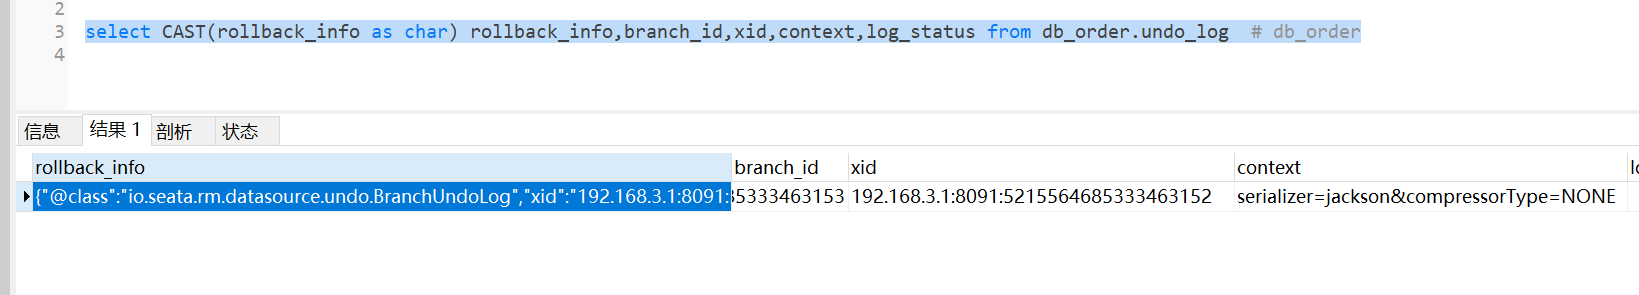 2
3 select CAST(rollback_info as char) rollback_info,branch_id,xid,context,log_status from db_order.undo_log  # db_order
4
信息 结果 1 剖析 状态
rollback_info branch_id xid context
{"@class":"io.seata.rm.datasource.undo.BranchUndoLog","xid":"192.168.3.1:8091: 35333463153 192.168.3.1:8091:5215564685333463152 serializer=jackson&compressorType=NONE